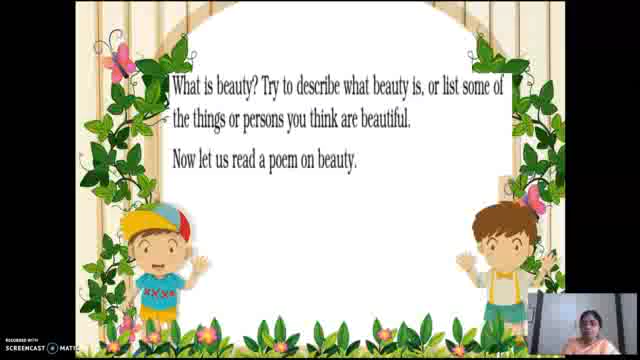 What is beauty? Try to describe what beauty is, or list some of
the things or persons you think are beautiful.
Now let us read a poem on beauty.
RECORDED WITH
SCREENCAST MATIC